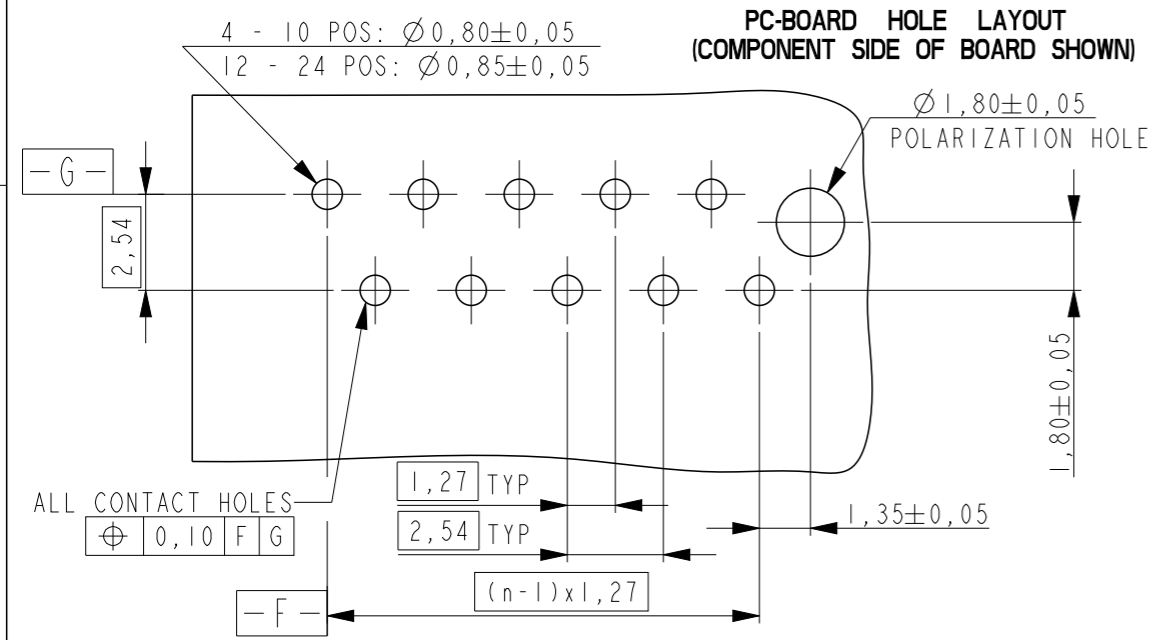 PC-BOARD HOLE LAYOUT
(COMPONENT SIDE OF BOARD SHOWN)
4 - 10 POS: Ø0,80±0,05
12 - 24 POS: Ø0,85±0,05
Ø1,80±0,05
POLARIZATION HOLE
-G-
2,54
1,80±0,05
ALL CONTACT HOLES
⌖ 0,10 F G
1,27 TYP
2,54 TYP
1,35±0,05
(n-1)x1,27
-F-